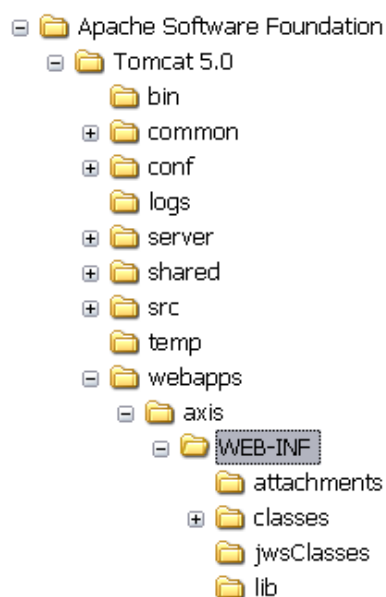 Apache Software Foundation
Tomcat 5.0
bin
common
conf
logs
server
shared
src
temp
webapps
axis
WEB-INF
attachments
classes
jwsClasses
lib